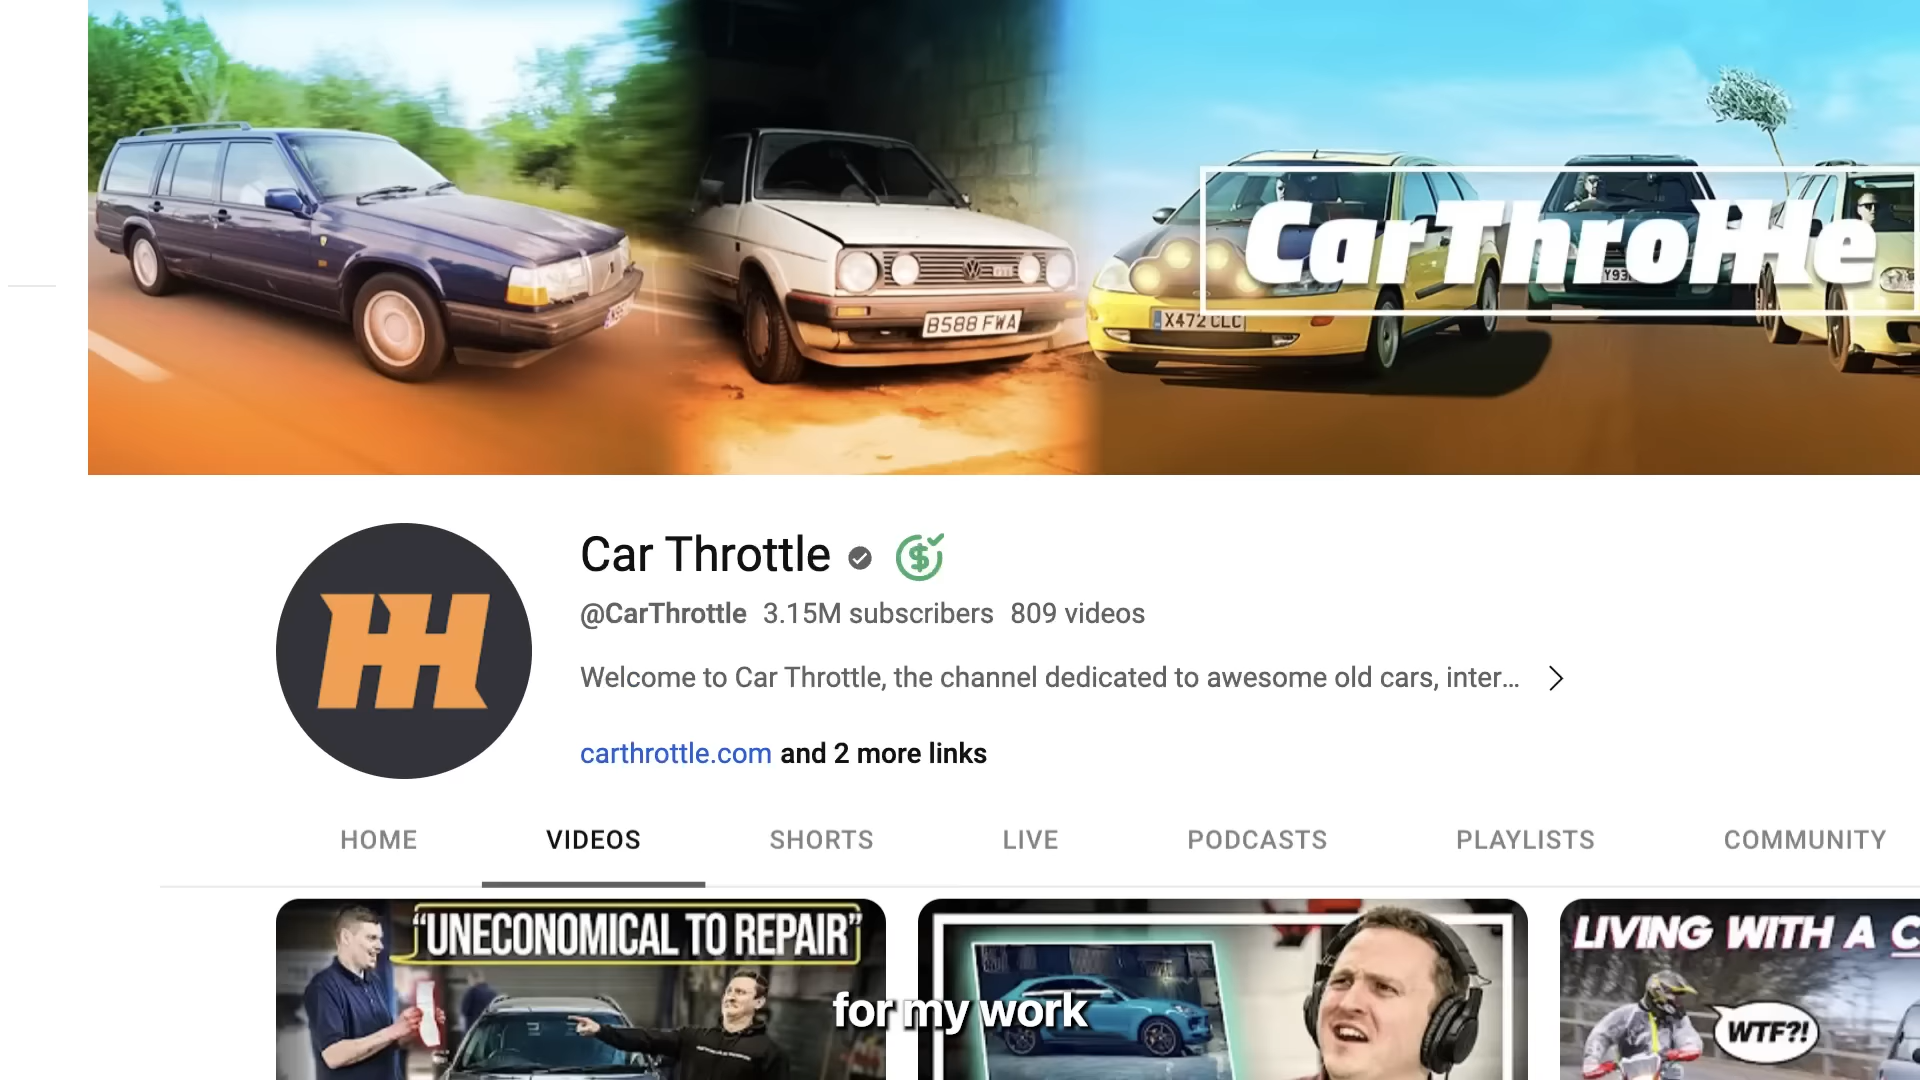 CarThrottle
B588 FWA
X472 CLC
Y93
GTI
Car Throttle
@CarThrottle 3.15M subscribers 809 videos
Welcome to Car Throttle, the channel dedicated to awesome old cars, inter...
carthrottle.com and 2 more links
HOME VIDEOS SHORTS LIVE PODCASTS PLAYLISTS COMMUNITY
"UNECONOMICAL TO REPAIR"
LIVING WITH A C
WTF?!
for my work